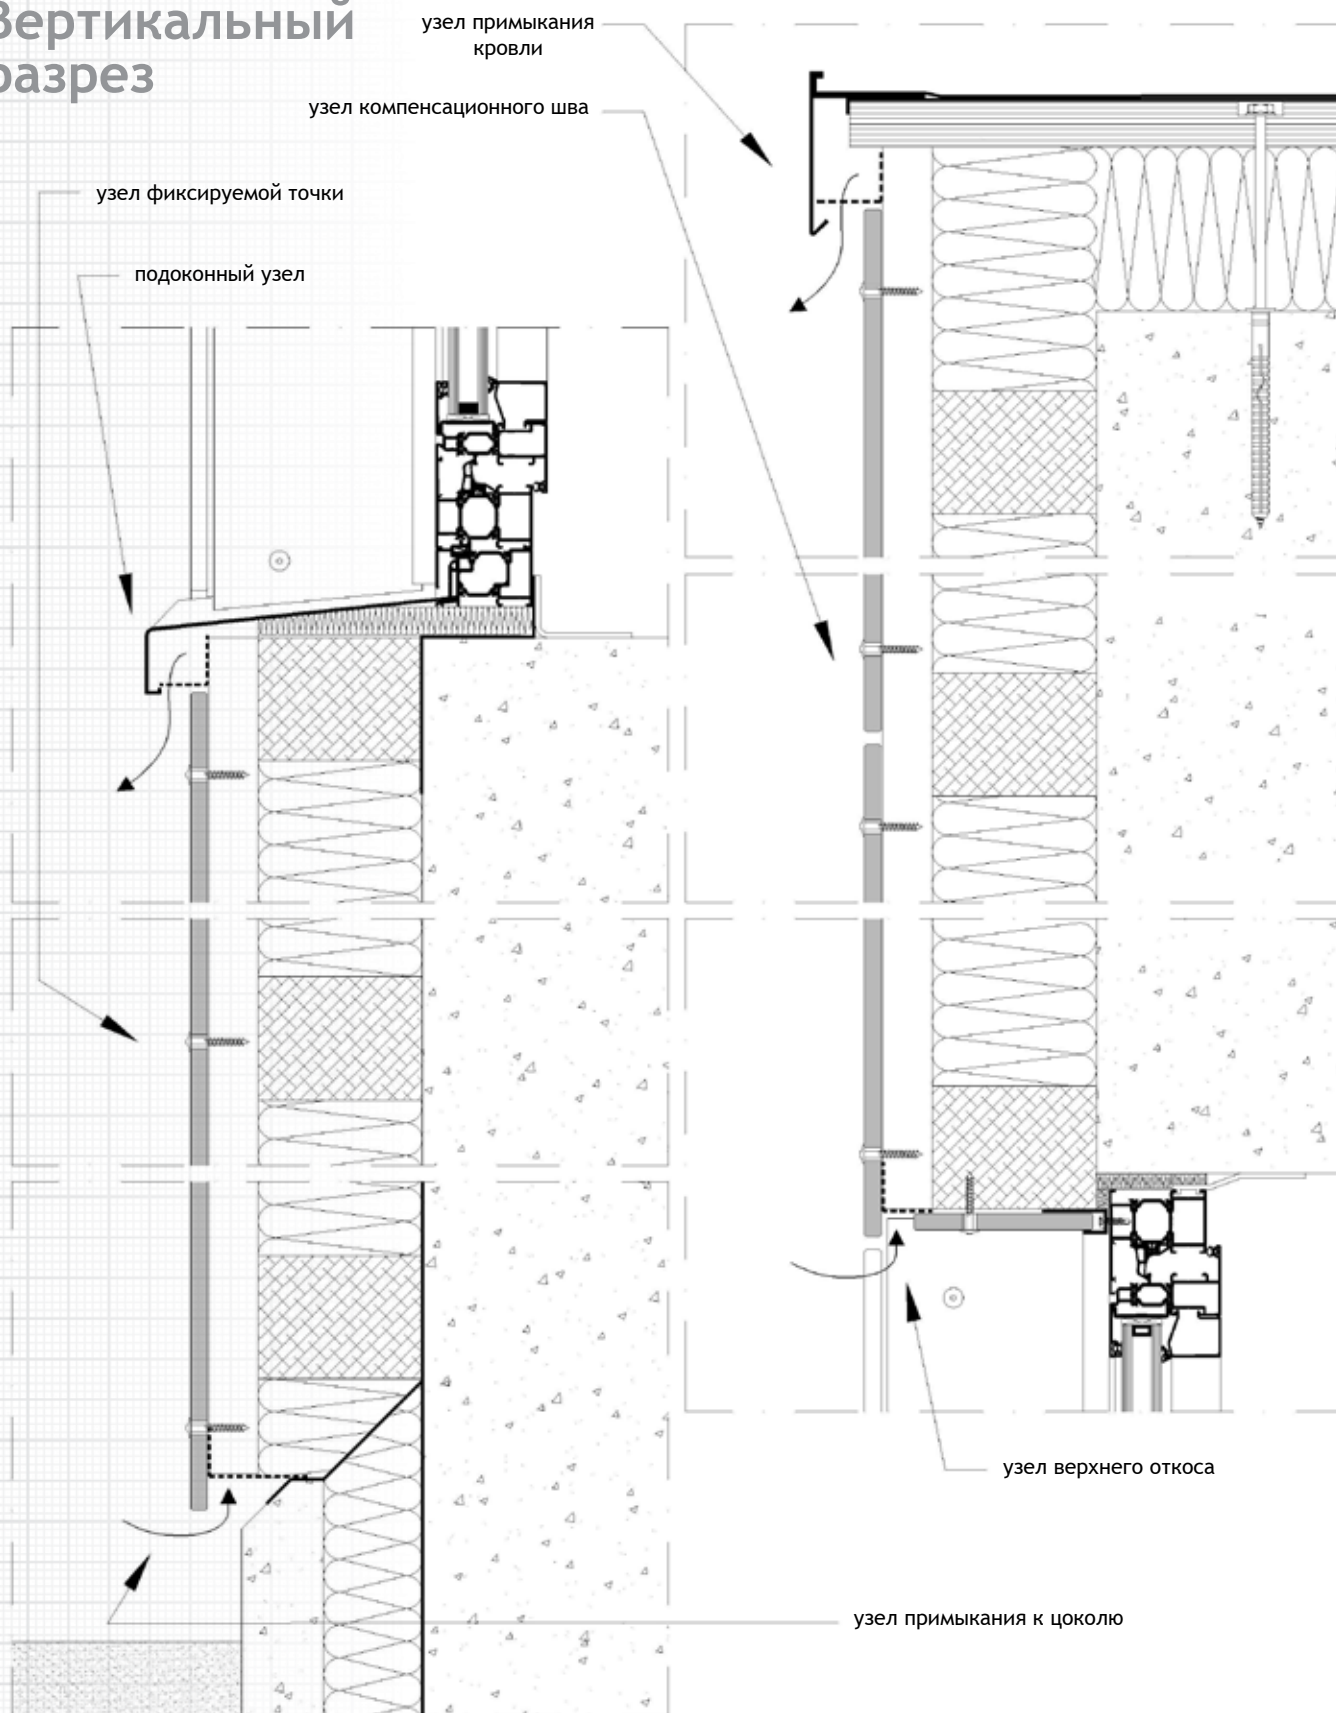 Вертикальный
разрез
узел примыкания
кровли
узел компенсационного шва
узел фиксируемой точки
подоконный узел
узел верхнего откоса
узел примыкания к цоколю